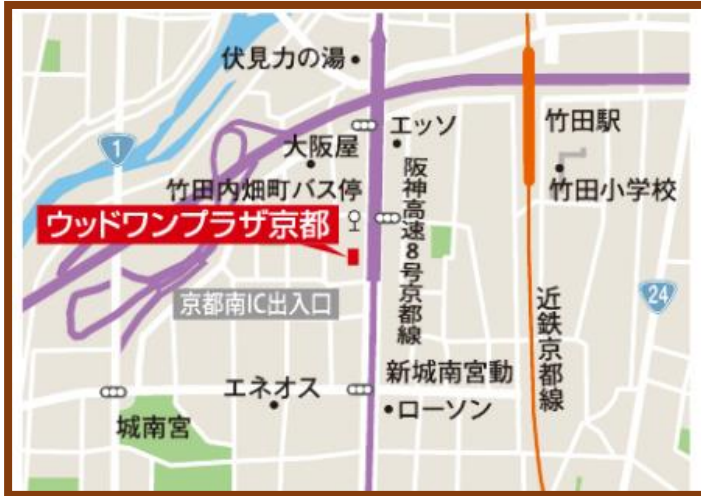 伏見力の湯
エッソ
竹田駅
1
大阪屋
竹田内畑町バス停
阪神高速8号京都線
竹田小学校
ウッドワンプラザ京都
京都南IC出入口
近鉄京都線
24
エネオス
新城南宮動
ローソン
城南宮